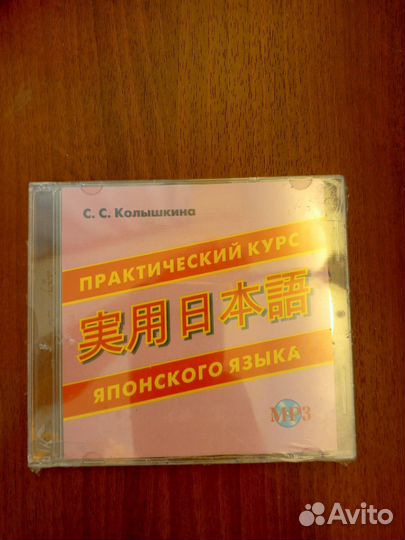 С. С. Колышкина
ПРАКТИЧЕСКИЙ КУРС
実用日本語
ЯПОНСКОГО ЯЗЫКА
MP3
Avito